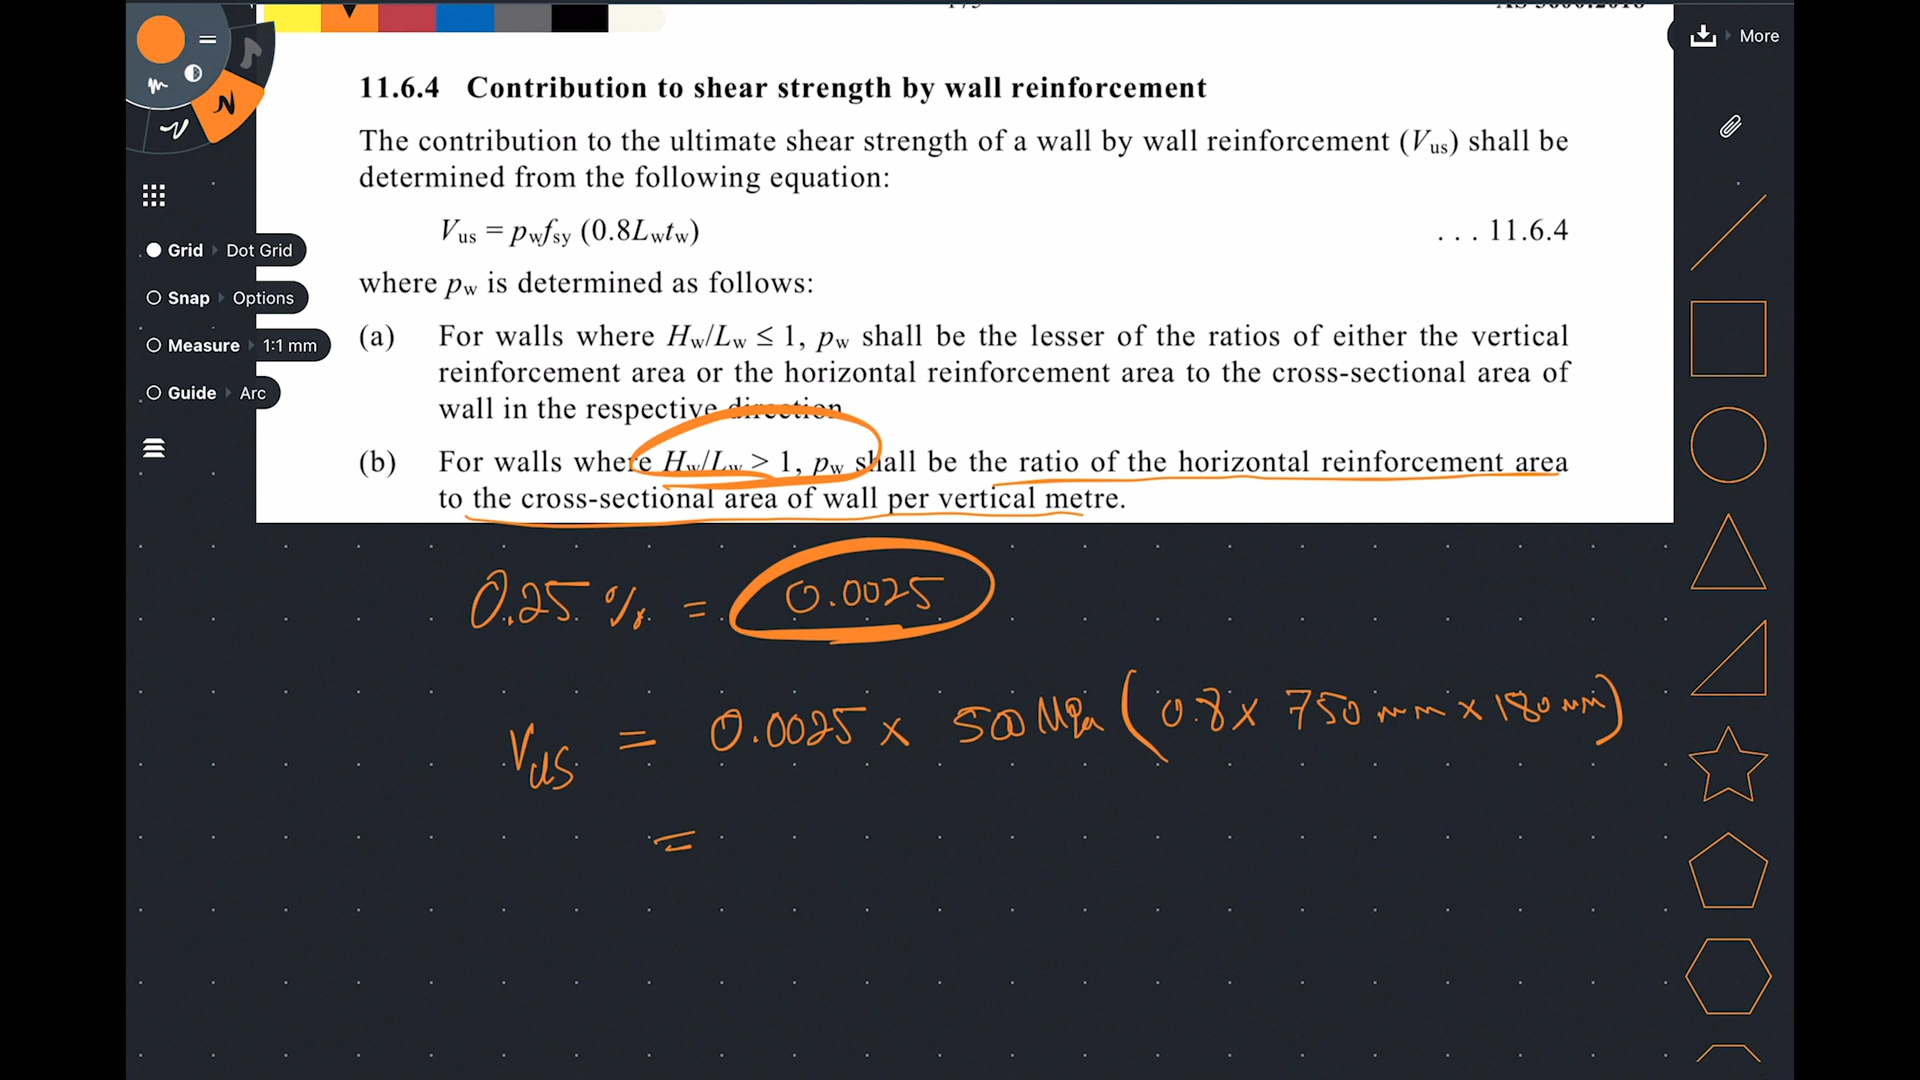 More
11.6.4 Contribution to shear strength by wall reinforcement
The contribution to the ultimate shear strength of a wall by wall reinforcement (Vus) shall be
determined from the following equation:
Vus = pwfsy (0.8Lwtw) . . . 11.6.4
Grid Dot Grid
where pw is determined as follows:
Snap Options
(a) For walls where Hw/Lw ≤ 1, pw shall be the lesser of the ratios of either the vertical
Measure 1:1 mm
reinforcement area or the horizontal reinforcement area to the cross-sectional area of
Guide Arc
wall in the respective direction
(b) For walls where Hw/Lw > 1, pw shall be the ratio of the horizontal reinforcement area
to the cross-sectional area of wall per vertical metre.
0.25 % = 0.0025
Vus = 0.0025 x 500 MPa (0.8 x 750 mm x 180 mm)
=